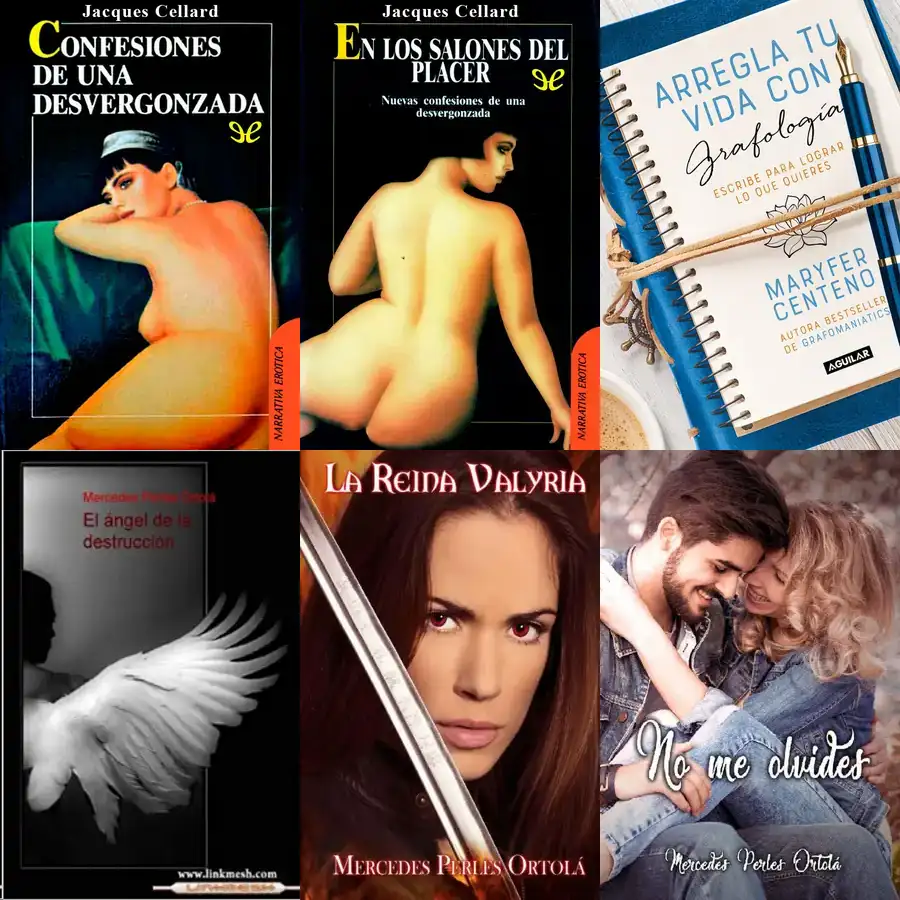 Jacques Cellard
CONFESIONES
DE UNA
DESVERGONZADA
NARRATIVA EROTICA
Jacques Cellard
EN LOS SALONES DEL
PLACER
Nuevas confesiones de una
desvergonzada
NARRATIVA EROTICA
ARREGLA TU
VIDA CON
Grafología
ESCRIBE PARA LOGRAR
LO QUE QUIERES
MARYFER
CENTENO
AUTORA BESTSELLER
DE GRAFOMANIATICS
AGUILAR
Mercedes Perles Ortolá
El ángel de la
destrucción
www.linkmesh.com
LINKMESH
LA REINA VALYRIA
MERCEDES PERLES ORTOLÁ
No me olvides
Mercedes Perles Ortolá